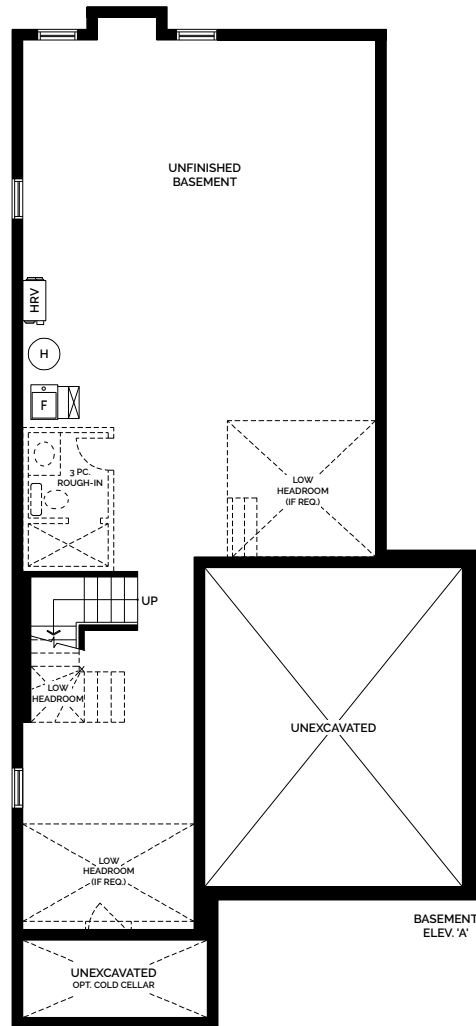 UNFINISHED
BASEMENT
HRV
H
F
3 PC.
ROUGH-IN
LOW
HEADROOM
(IF REQ.)
UP
LOW
HEADROOM
UNEXCAVATED
LOW
HEADROOM
(IF REQ.)
BASEMENT
ELEV. 'A'
UNEXCAVATED
OPT. COLD CELLAR